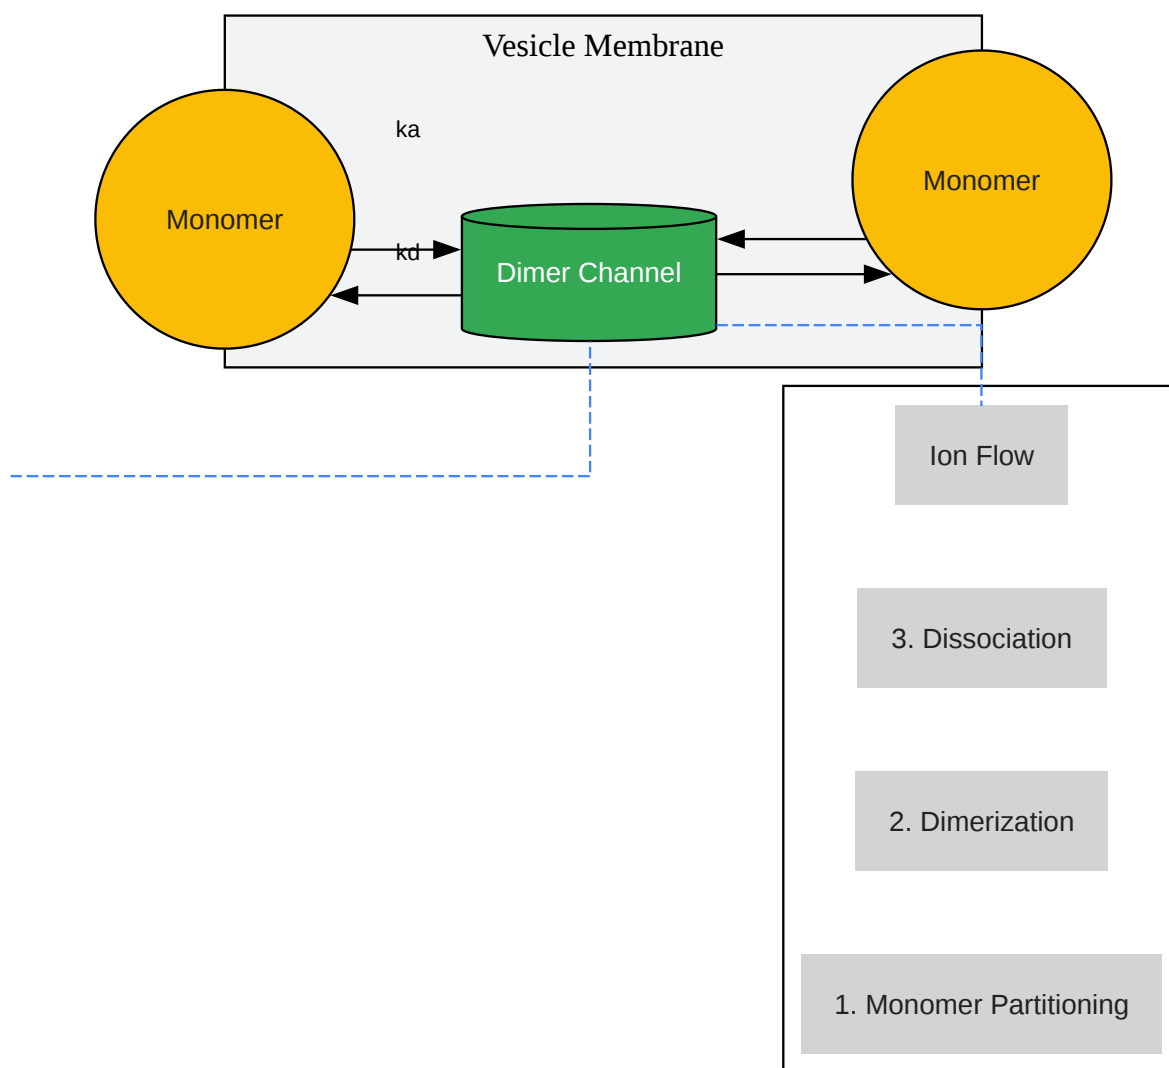 Vesicle Membrane
ka
Monomer
Monomer
kd
Dimer Channel
Ion Flow
3. Dissociation
2. Dimerization
1. Monomer Partitioning